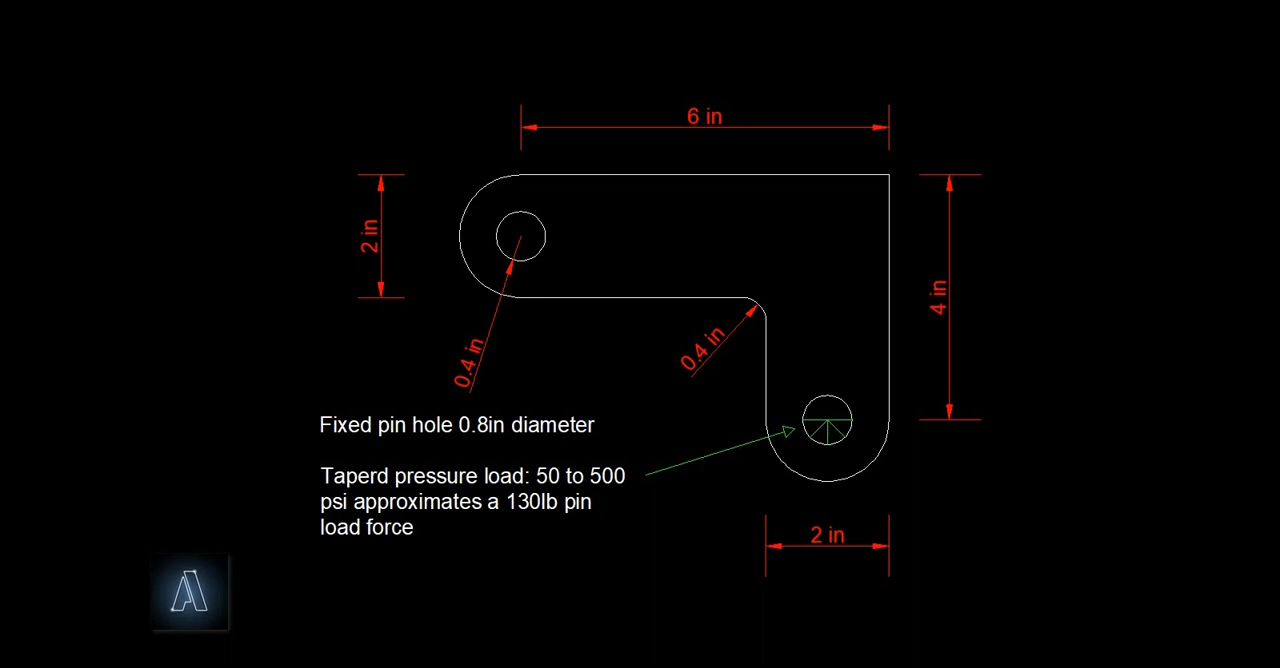 6 in
2 in
4 in
0.4 in
0.4 in
Fixed pin hole 0.8in diameter
Taperd pressure load: 50 to 500
psi approximates a 130lb pin
load force
2 in
A